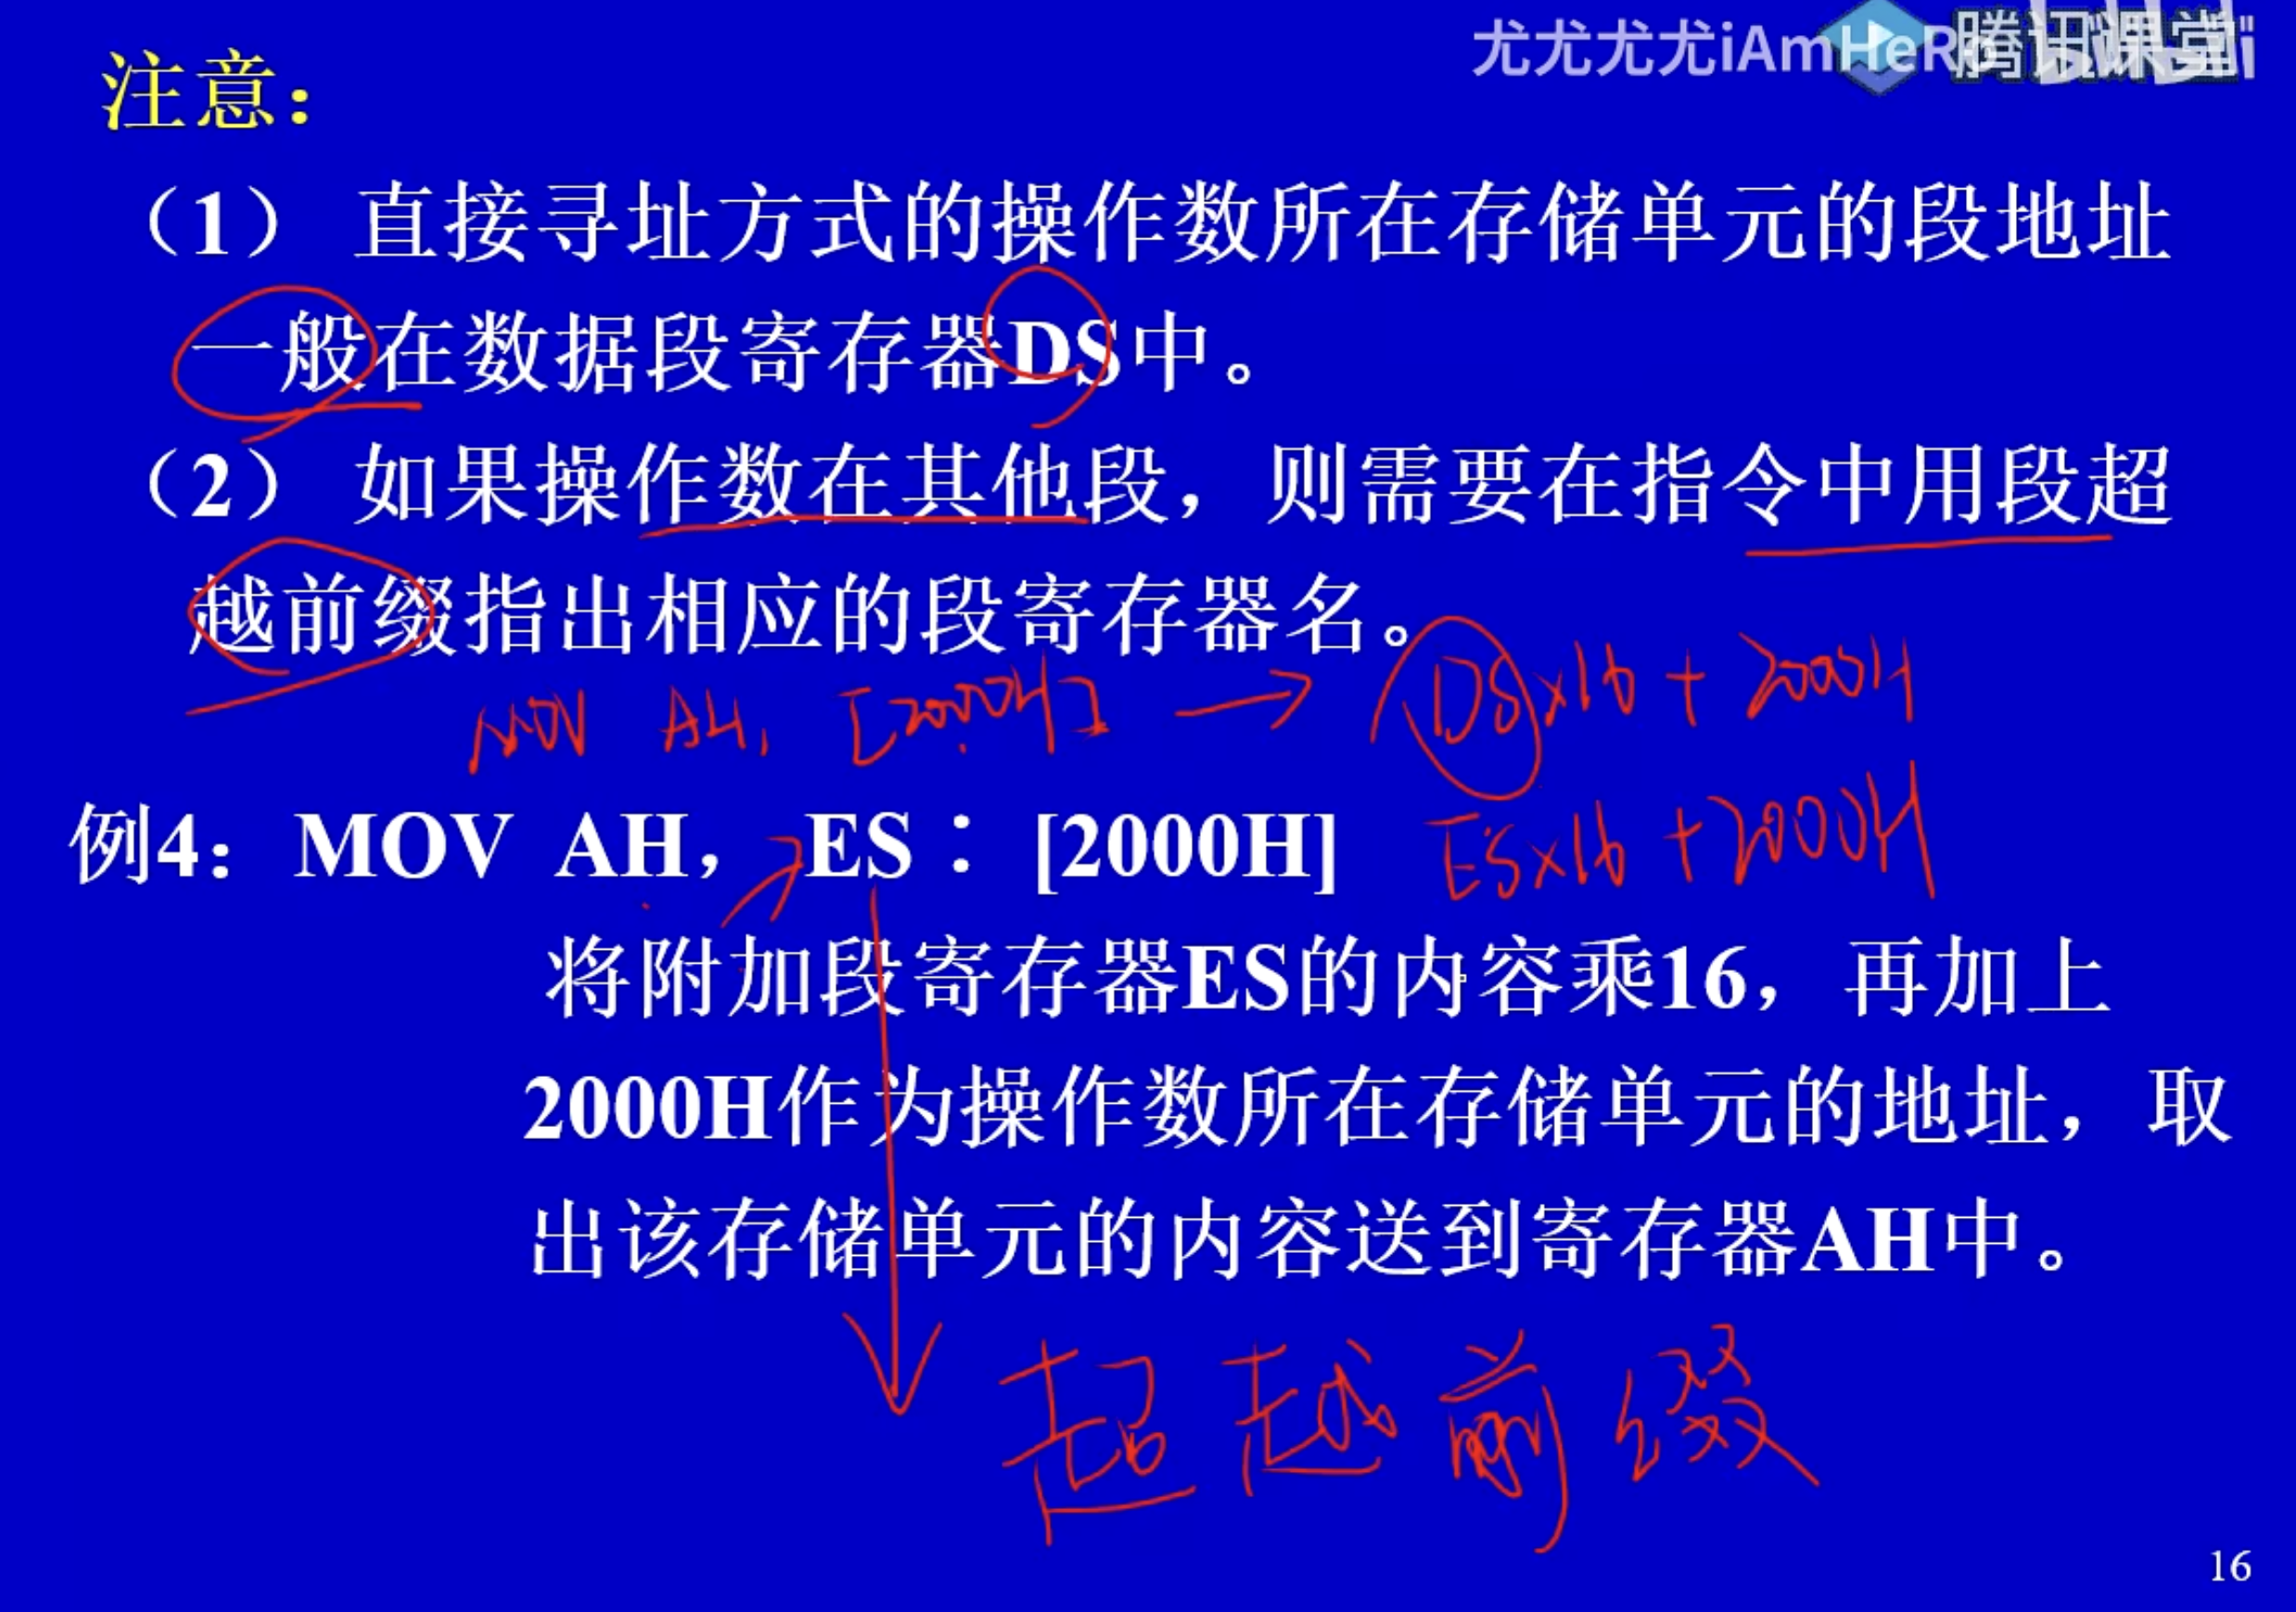 尤尤尤尤iAmHeRo
腾讯课堂
注意：
（1） 直接寻址方式的操作数所在存储单元的段地址
一般在数据段寄存器DS中。
（2） 如果操作数在其他段，则需要在指令中用段超
越前缀指出相应的段寄存器名。
MOV AH, [2000H] → DS×16 + 2000H
例4：MOV AH，ES：[2000H]
ES×16 + 2000H
将附加段寄存器ES的内容乘16，再加上
2000H作为操作数所在存储单元的地址，取
出该存储单元的内容送到寄存器AH中。
超越前缀
16